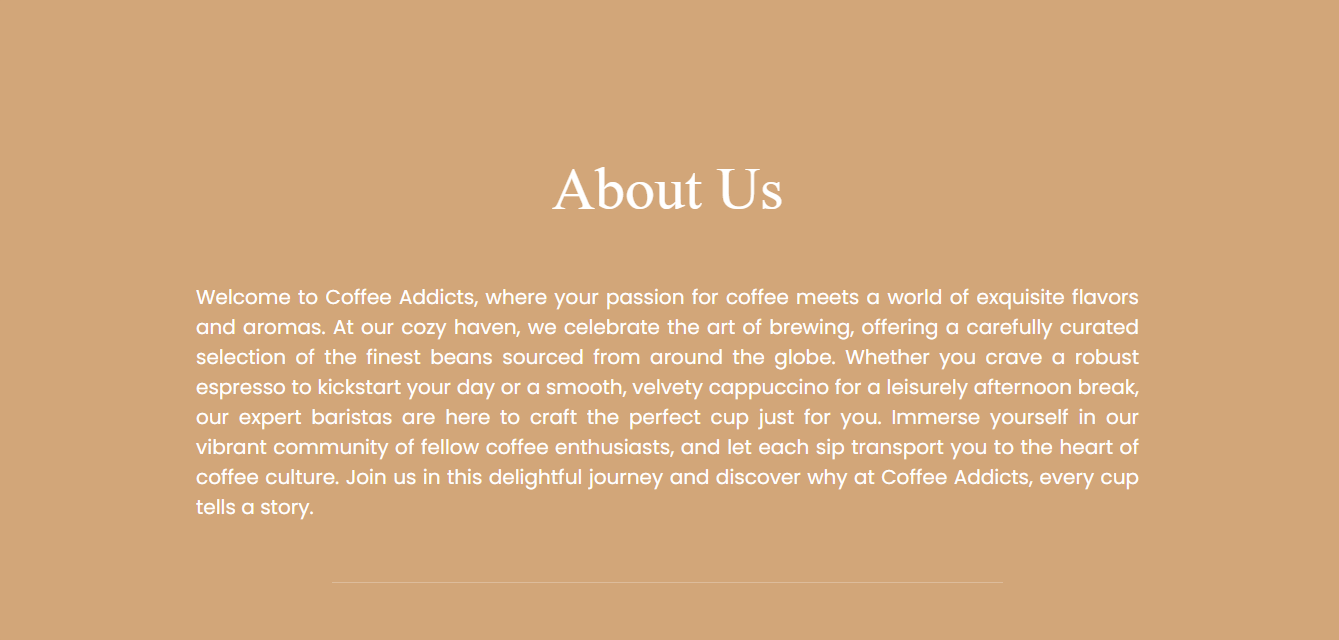 About Us
Welcome to Coffee Addicts, where your passion for coffee meets a world of exquisite flavors
and aromas. At our cozy haven, we celebrate the art of brewing, offering a carefully curated
selection of the finest beans sourced from around the globe. Whether you crave a robust
espresso to kickstart your day or a smooth, velvety cappuccino for a leisurely afternoon break,
our expert baristas are here to craft the perfect cup just for you. Immerse yourself in our
vibrant community of fellow coffee enthusiasts, and let each sip transport you to the heart of
coffee culture. Join us in this delightful journey and discover why at Coffee Addicts, every cup
tells a story.